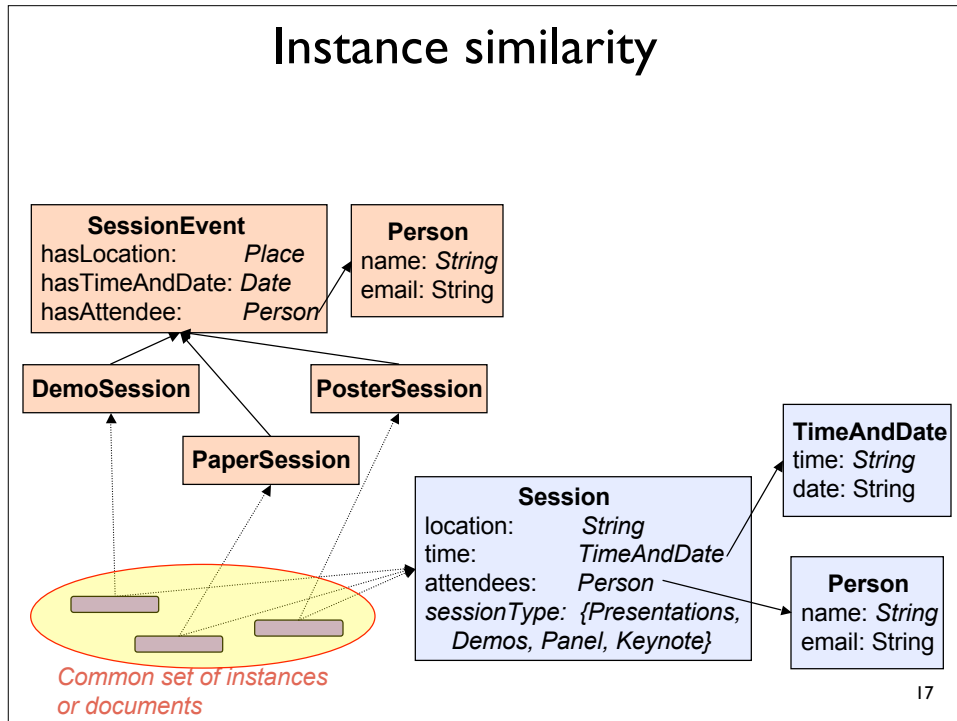 Instance similarity
SessionEvent
hasLocation: Place
hasTimeAndDate: Date
hasAttendee: Person
Person
name: String
email: String
DemoSession
PosterSession
PaperSession
TimeAndDate
time: String
date: String
Session
location: String
time: TimeAndDate
attendees: Person
sessionType: {Presentations,
Demos, Panel, Keynote}
Person
name: String
email: String
Common set of instances
or documents
17